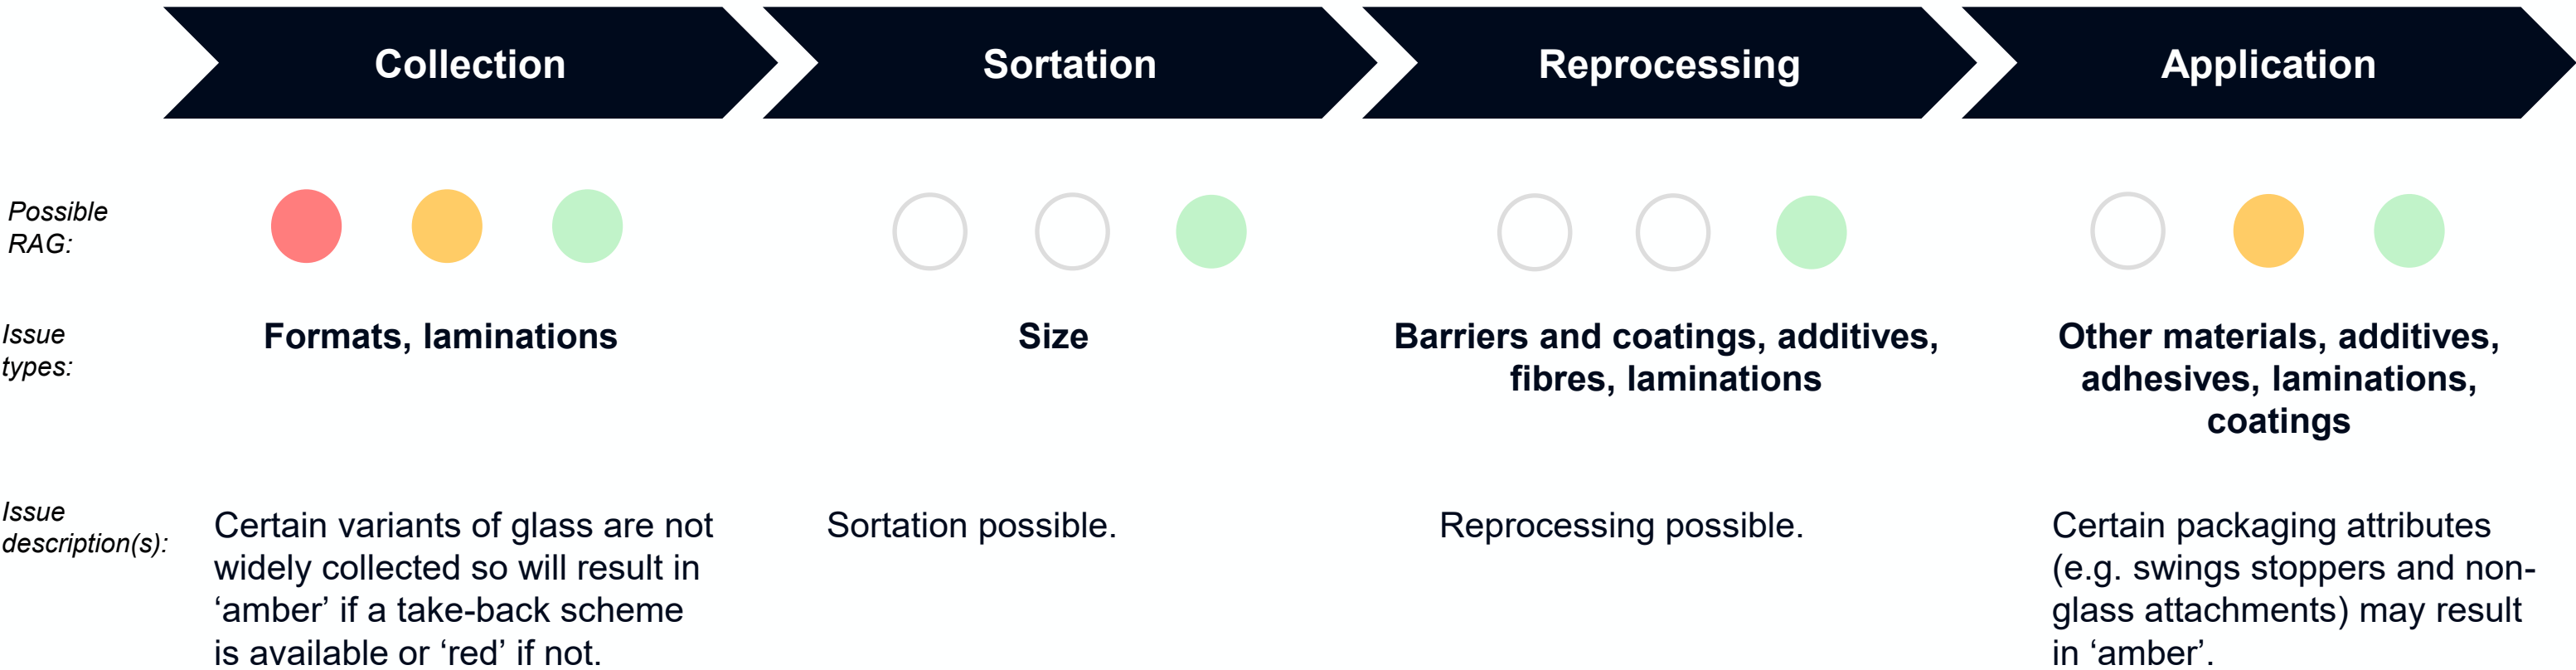 Collection
Sortation
Reprocessing
Application
Possible
RAG:
Issue
types:
Formats, laminations
Size
Barriers and coatings, additives,
fibres, laminations
Other materials, additives,
adhesives, laminations,
coatings
Issue
description(s):
Certain variants of glass are not
widely collected so will result in
‘amber’ if a take-back scheme
is available or ‘red’ if not.
Sortation possible.
Reprocessing possible.
Certain packaging attributes
(e.g. swings stoppers and non-
glass attachments) may result
in ‘amber’.